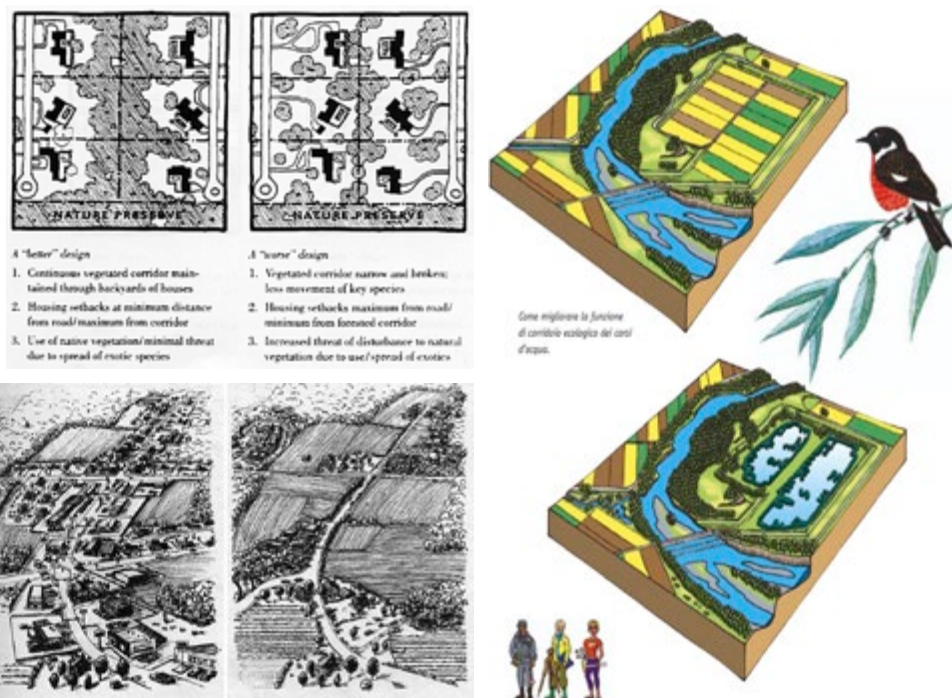 NATURE PRESERVE
A "better" design
1. Continuous vegetated corridor main-
tained through backyards of houses
2. Housing setbacks at minimum distance
from road/maximum from corridor
3. Use of native vegetation/minimal threat
due to spread of exotic species
NATURE PRESERVE
A "worse" design
1. Vegetated corridor narrow and broken;
less movement of key species
2. Housing setbacks maximum from road/
minimum from forested corridor
3. Increased threat of disturbance to natural
vegetation due to use/spread of exotics
Come migliorare la funzione
di corridoio ecologico dei corsi
d'acqua.